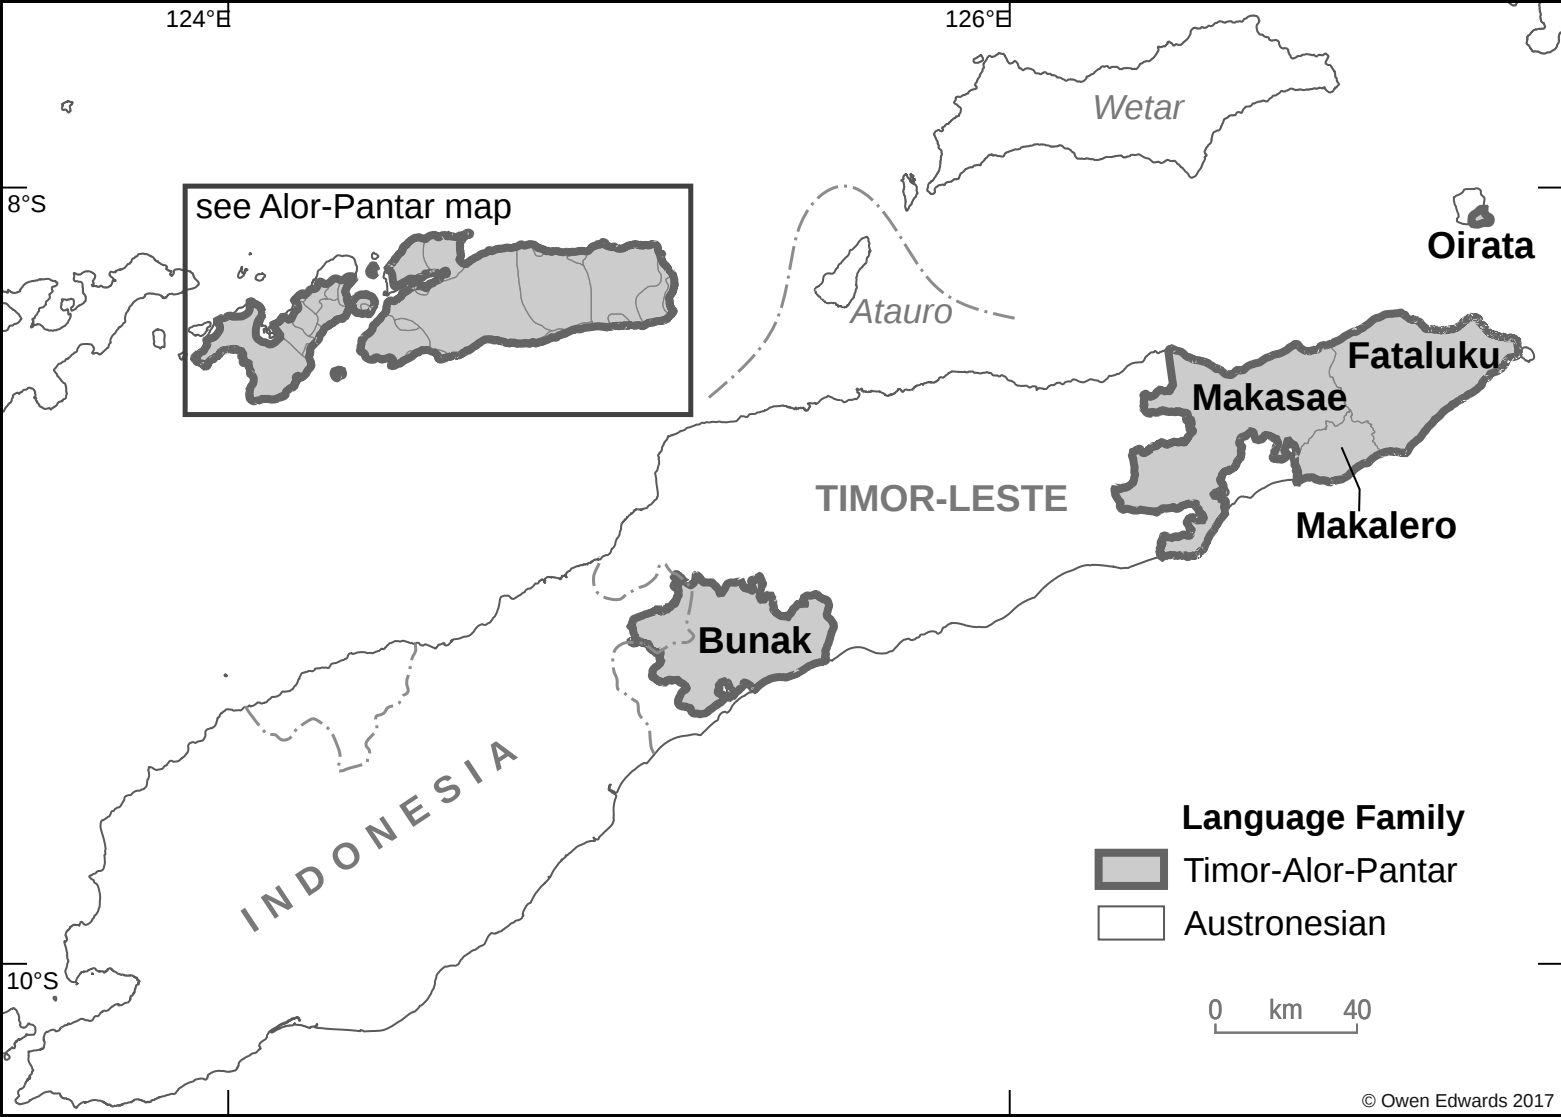 124°E
126°E
Wetar
8°S
see Alor-Pantar map
Oirata
Atauro
Fataluku
Makasae
TIMOR-LESTE
Makalero
Bunak
INDONESIA
Language Family
Timor-Alor-Pantar
Austronesian
10°S
0 km 40
© Owen Edwards 2017